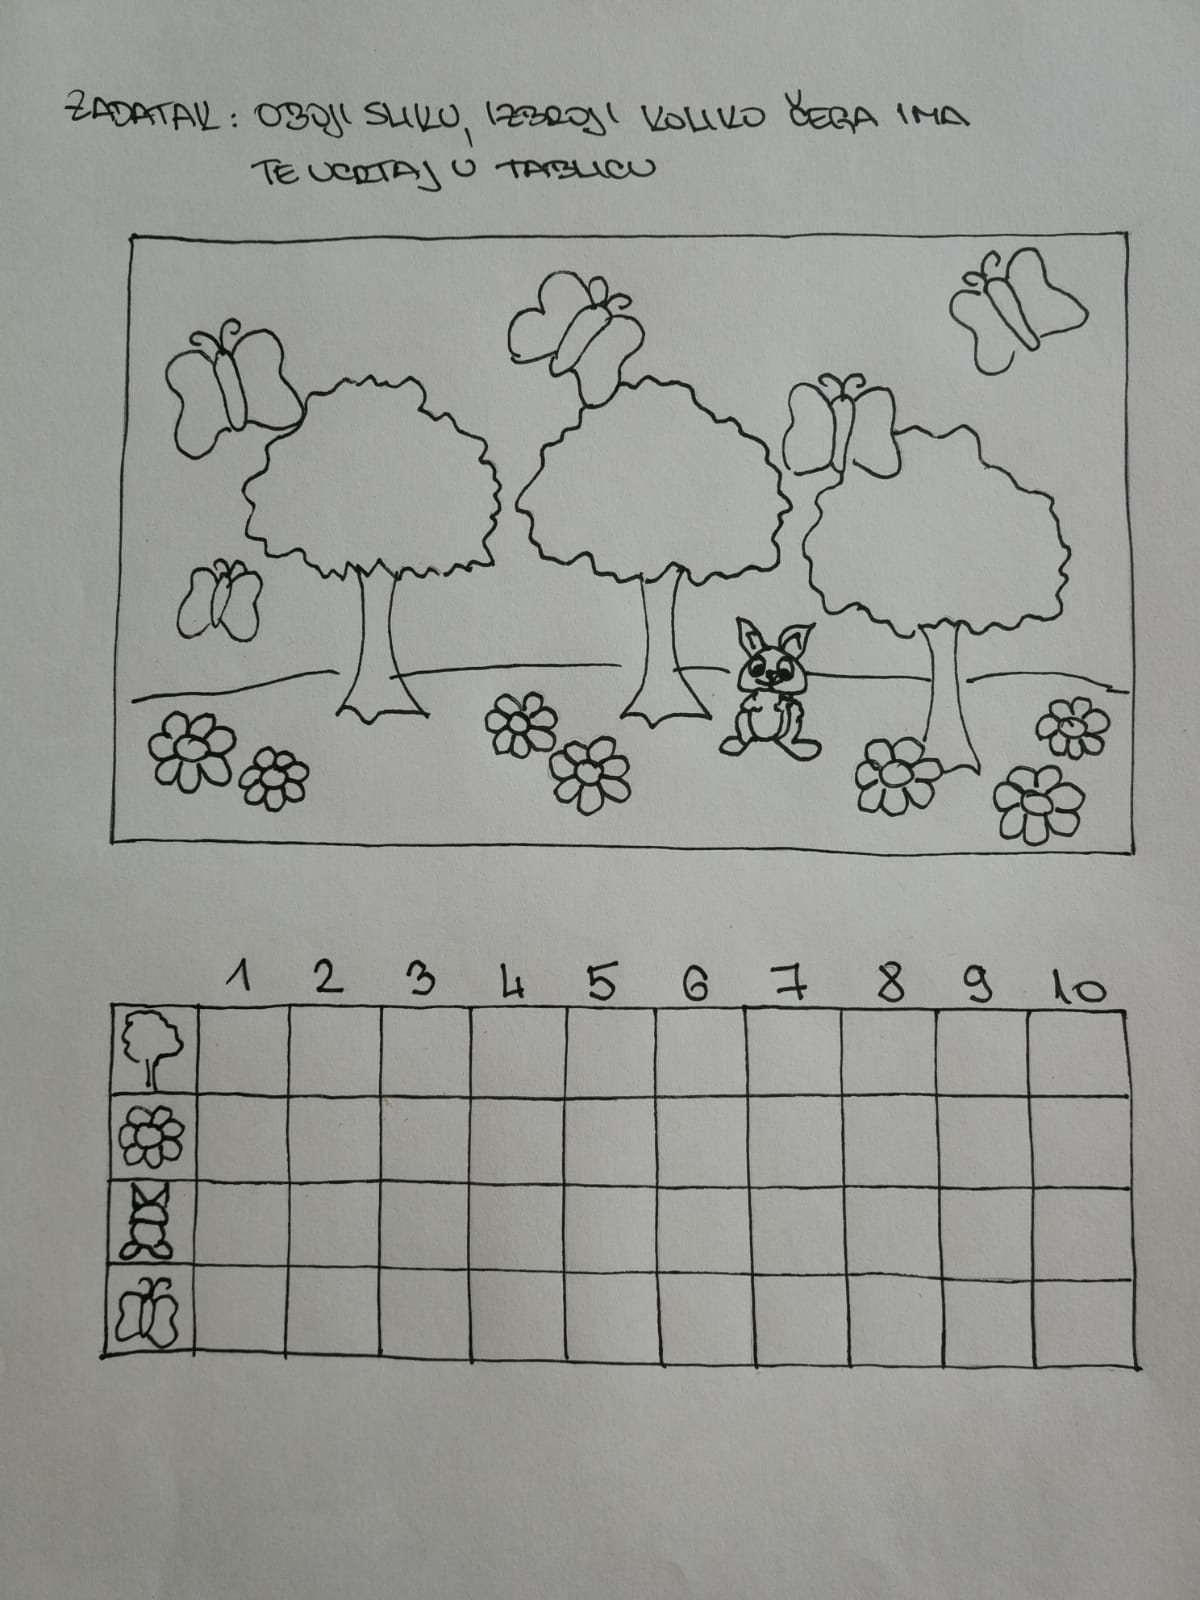 ZADATAK: OBOJI SLIKU, IZBROJI KOLIKO ČEGA IMA
TE UCRTAJ U TABLICU
1 2 3 4 5 6 7 8 9 10